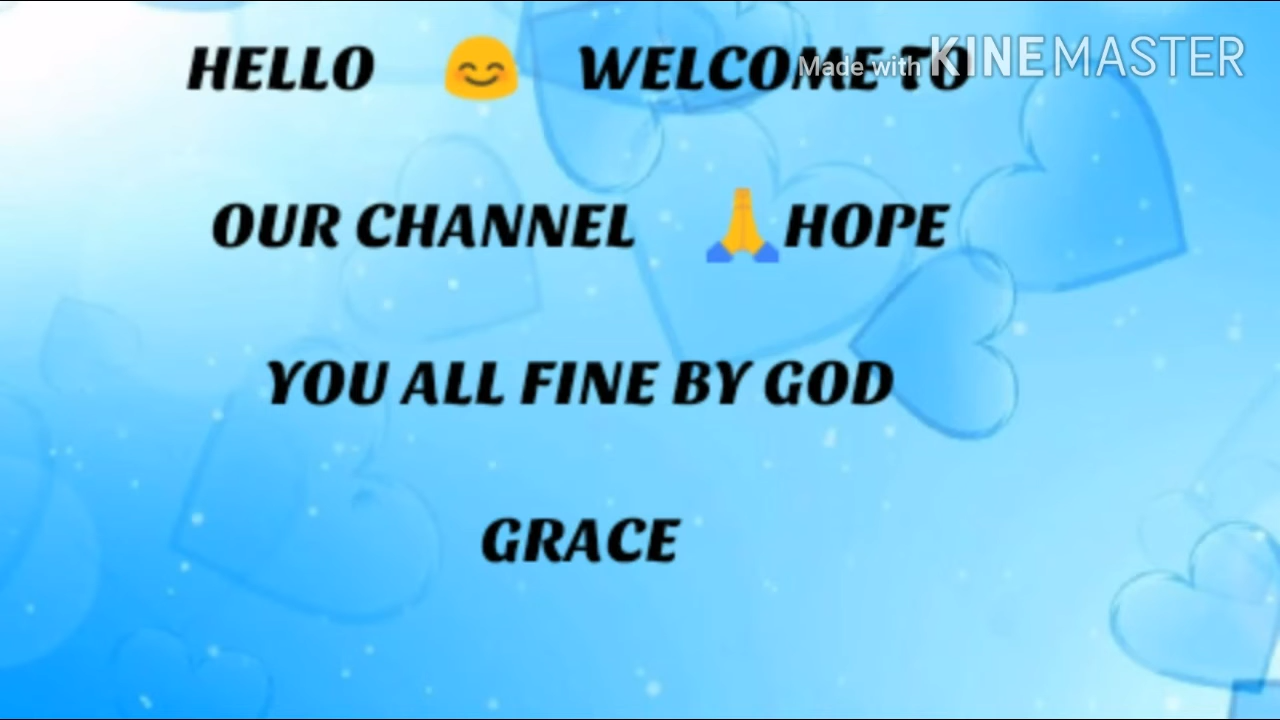 HELLO 😊 WELCOME TO
Made with KINEMASTER
OUR CHANNEL 🙏HOPE
YOU ALL FINE BY GOD
GRACE